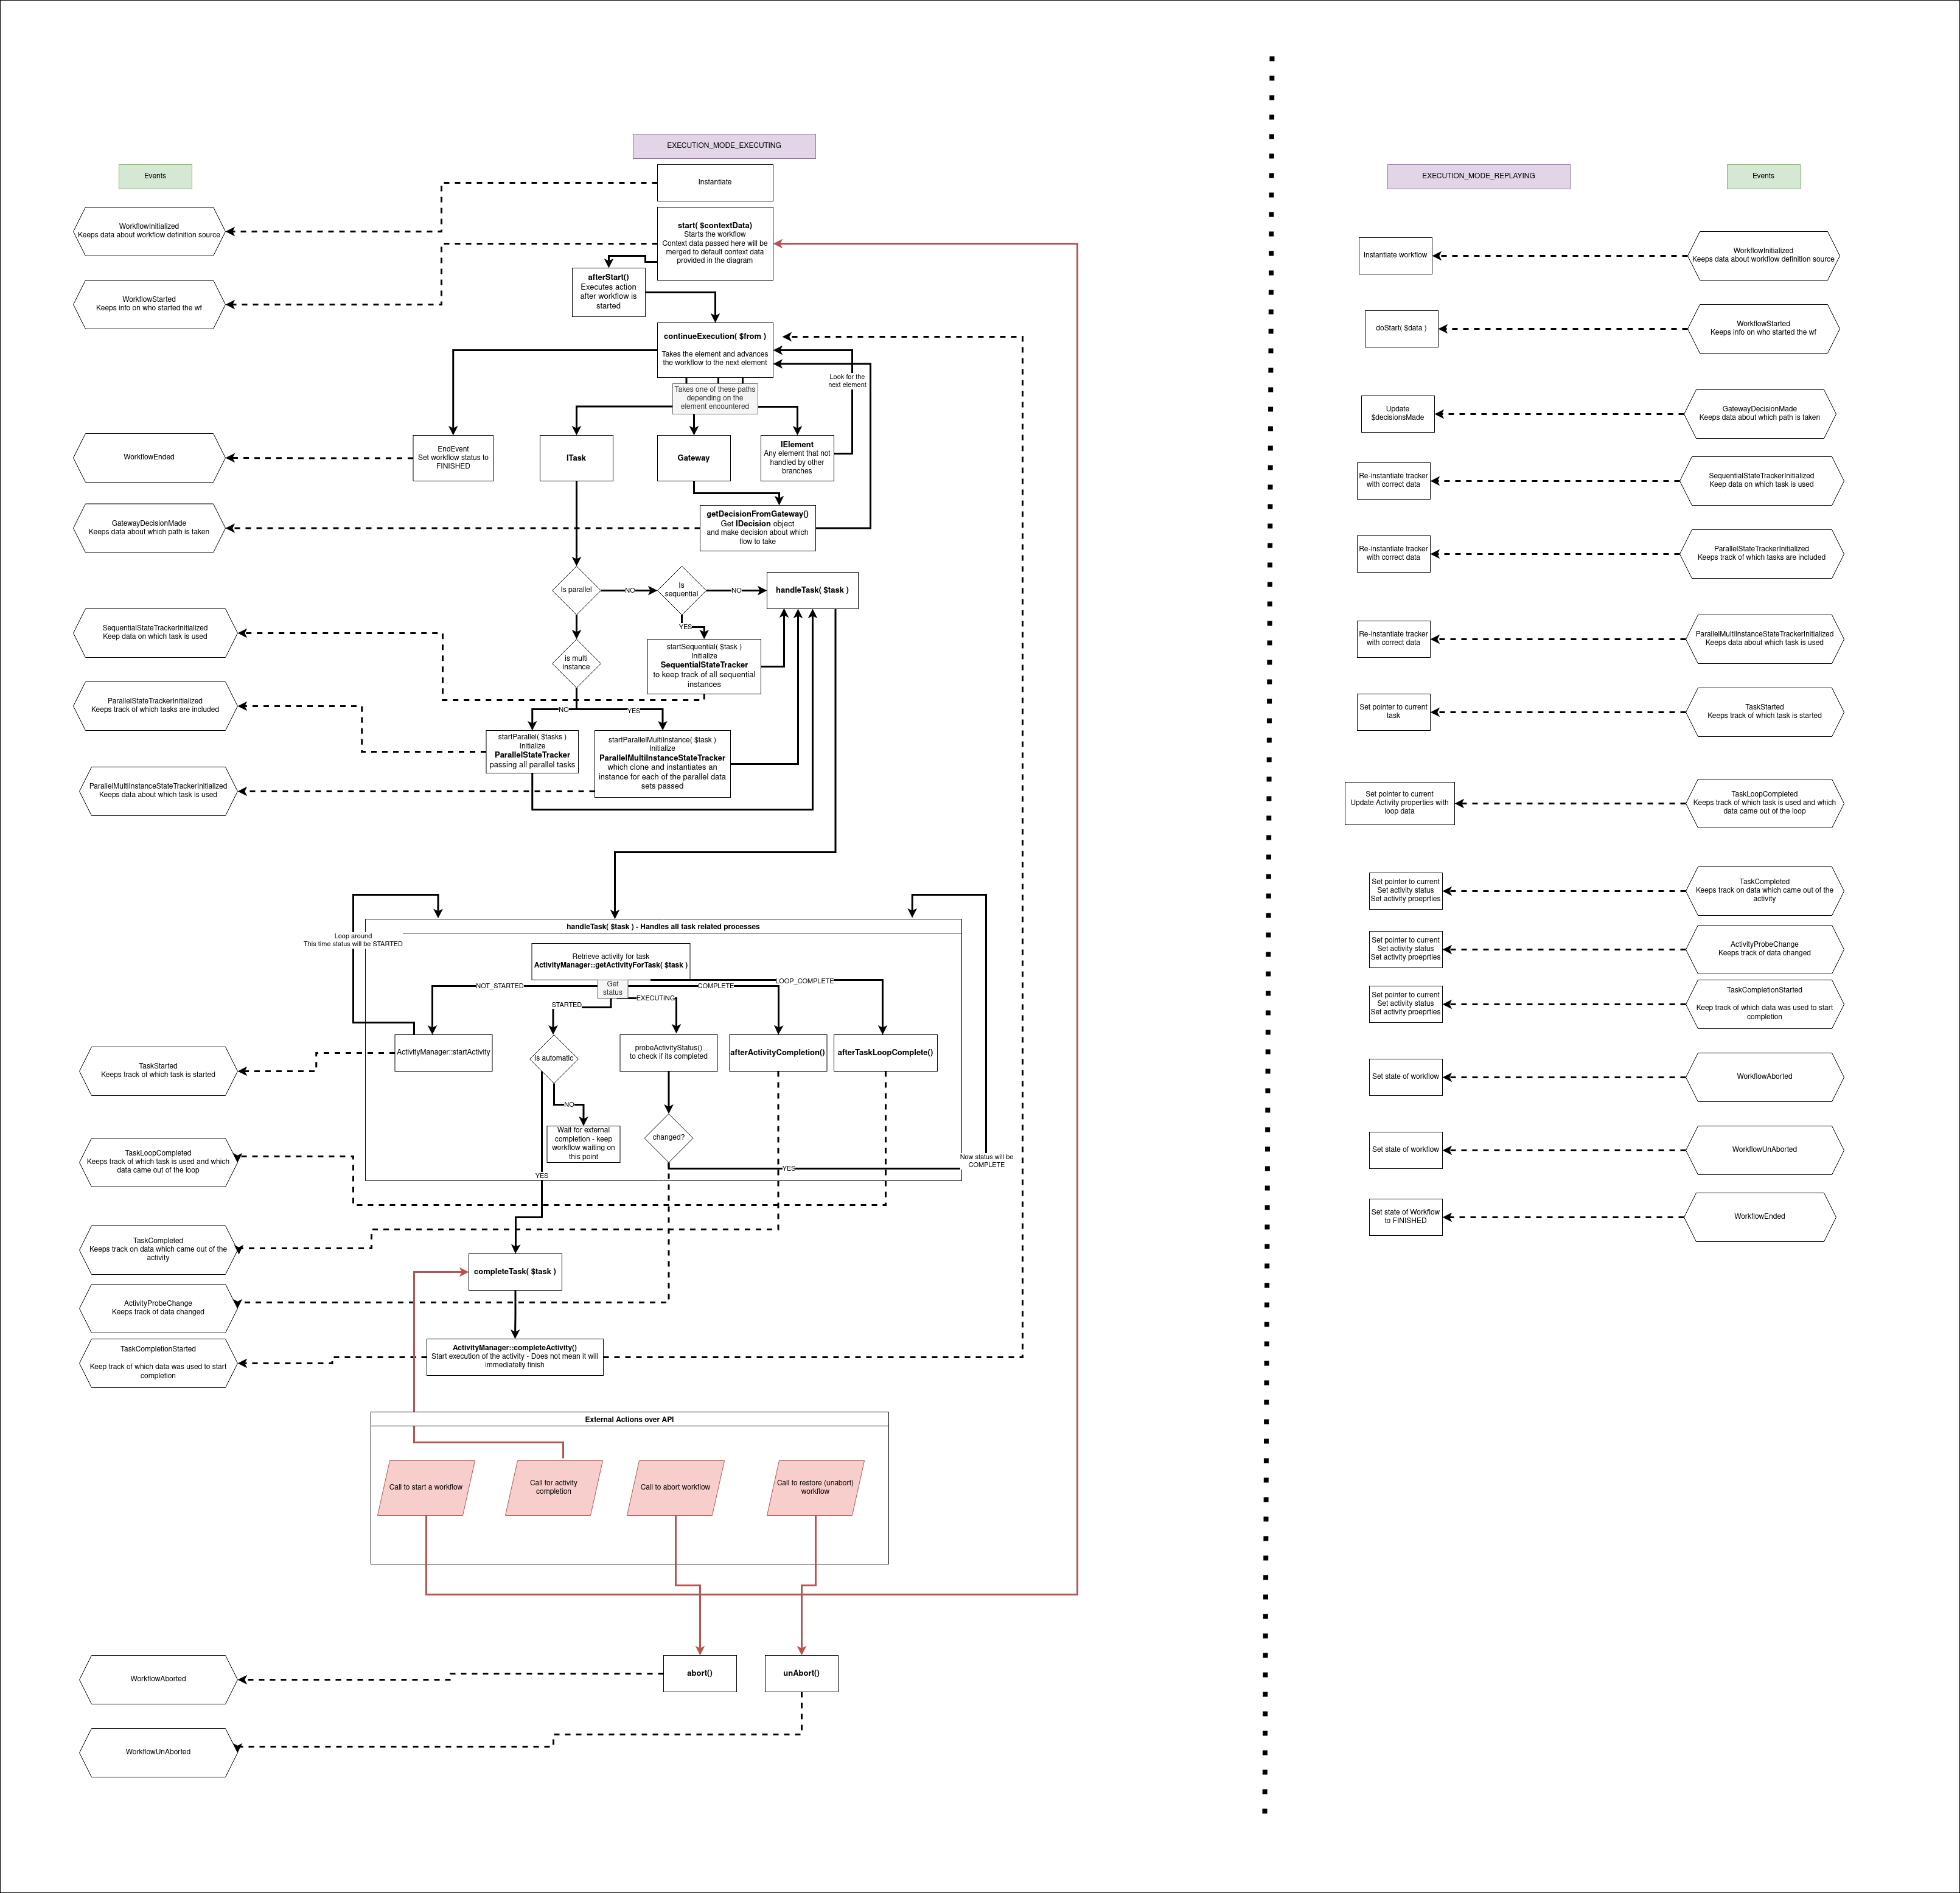 EXECUTION_MODE_EXECUTING
Events
Instantiate
WorkflowInitialized
Keeps data about workflow definition source
start( $contextData)
Starts the workflow
Context data passed here will be
merged to default context data
provided in the diagram
afterStart()
Executes action
after workflow is
started
WorkflowStarted
Keeps info on who started the wf
continueExecution( $from )
Takes the element and advances
the workflow to the next element
Look for the
next element
Takes one of these paths
depending on the
element encountered
WorkflowEnded
EndEvent
Set workflow status to
FINISHED
ITask
Gateway
IElement
Any element that not
handled by other
branches
GatewayDecisionMade
Keeps data about which path is taken
getDecisionFromGateway()
Get IDecision object
and make decision about which
flow to take
Is parallel
NO
Is
sequential
NO
handleTask( $task )
YES
SequentialStateTrackerInitialized
Keep data on which task is used
is multi
instance
startSequential( $task )
Initialize
SequentialStateTracker
to keep track of all sequential
instances
ParallelStateTrackerInitialized
Keeps track of which tasks are included
NO
YES
startParallel( $tasks )
Initialize
ParallelStateTracker
passing all parallel tasks
startParallelMultiInstance( $task )
Initialize
ParallelMultiInstanceStateTracker
which clone and instantiates an
instance for each of the parallel data
sets passed
ParallelMultiInstanceStateTrackerInitialized
Keeps data about which task is used
Loop around
This time status will be STARTED
handleTask( $task ) - Handles all task related processes
Retrieve activity for task
ActivityManager::getActivityForTask( $task )
Get
status
NOT_STARTED
STARTED
EXECUTING
COMPLETE
LOOP_COMPLETE
ActivityManager::startActivity
Is automatic
probeActivityStatus()
to check if its completed
afterActivityCompletion()
afterTaskLoopComplete()
TaskStarted
Keeps track of which task is started
NO
Wait for external
completion - keep
workflow waiting on
this point
changed?
YES
YES
Now status will be
COMPLETE
TaskLoopCompleted
Keeps track of which task is used and which
data came out of the loop
TaskCompleted
Keeps track on data which came out of the
activity
completeTask( $task )
ActivityProbeChange
Keeps track of data changed
TaskCompletionStarted
Keep track of which data was used to start
completion
ActivityManager::completeActivity()
Start execution of the activity - Does not mean it will
immediatelly finish
External Actions over API
Call to start a workflow
Call for activity
completion
Call to abort workflow
Call to restore (unabort)
workflow
WorkflowAborted
abort()
unAbort()
WorkflowUnAborted
EXECUTION_MODE_REPLAYING
Events
Instantiate workflow
WorkflowInitialized
Keeps data about workflow definition source
doStart( $data )
WorkflowStarted
Keeps info on who started the wf
Update
$decisionsMade
GatewayDecisionMade
Keeps data about which path is taken
Re-instantiate tracker
with correct data
SequentialStateTrackerInitialized
Keep data on which task is used
Re-instantiate tracker
with correct data
ParallelStateTrackerInitialized
Keeps track of which tasks are included
Re-instantiate tracker
with correct data
ParallelMultiInstanceStateTrackerInitialized
Keeps data about which task is used
Set pointer to current
task
TaskStarted
Keeps track of which task is started
Set pointer to current
Update Activity properties with
loop data
TaskLoopCompleted
Keeps track of which task is used and which
data came out of the loop
Set pointer to current
Set activity status
Set activity proeprties
TaskCompleted
Keeps track on data which came out of the
activity
Set pointer to current
Set activity status
Set activity proeprties
ActivityProbeChange
Keeps track of data changed
Set pointer to current
Set activity status
Set activity proeprties
TaskCompletionStarted
Keep track of which data was used to start
completion
Set state of workflow
WorkflowAborted
Set state of workflow
WorkflowUnAborted
Set state of Workflow
to FINISHED
WorkflowEnded